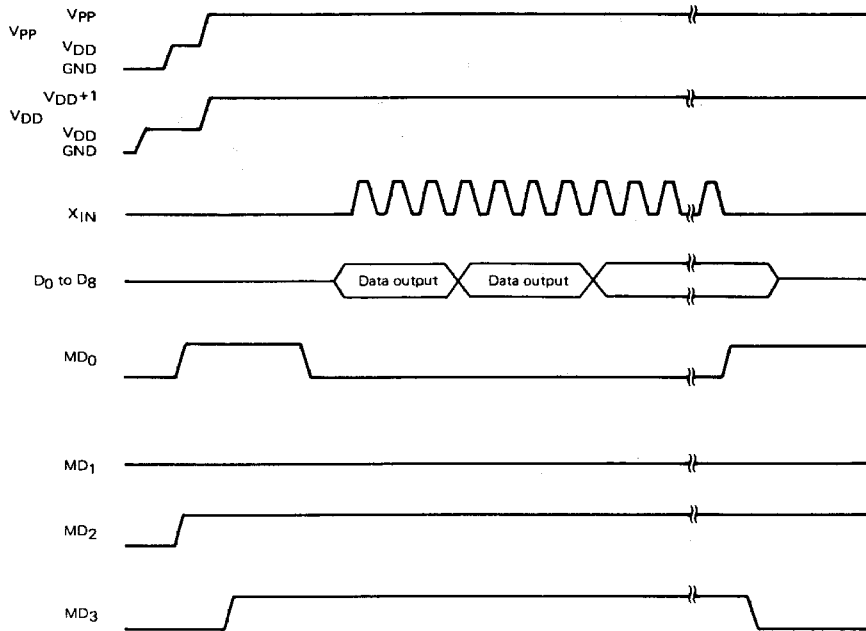 VPP
VPP
VDD
GND
VDD+1
VDD
VDD
GND
XIN
D0 to D8
Data output
Data output
MD0
MD1
MD2
MD3